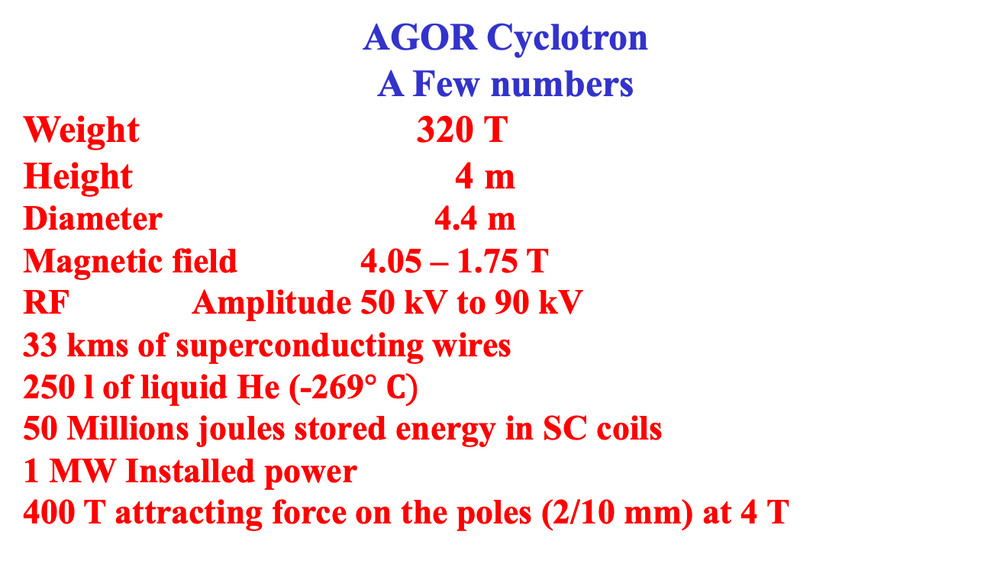 AGOR Cyclotron
A Few numbers
Weight 320 T
Height 4 m
Diameter 4.4 m
Magnetic field 4.05 – 1.75 T
RF Amplitude 50 kV to 90 kV
33 kms of superconducting wires
250 l of liquid He (-269° C)
50 Millions joules stored energy in SC coils
1 MW Installed power
400 T attracting force on the poles (2/10 mm) at 4 T